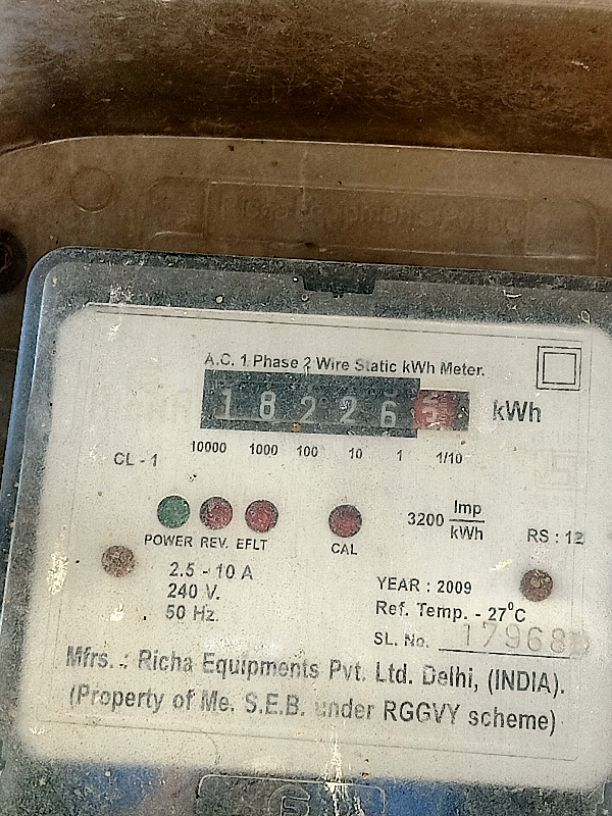 A.C. 1 Phase 2 Wire Static kWh Meter.
18226 kWh
10000 1000 100 10 1 1/10
CL - 1
3200 Imp/kWh
RS : 12
POWER REV. EFLT CAL
2.5 - 10 A
240 V.
50 Hz.
YEAR : 2009
Ref. Temp. - 27⁰C
SL. No. 17968
Mfrs. : Richa Equipments Pvt. Ltd. Delhi, (INDIA).
(Property of Me. S.E.B. under RGGVY scheme)